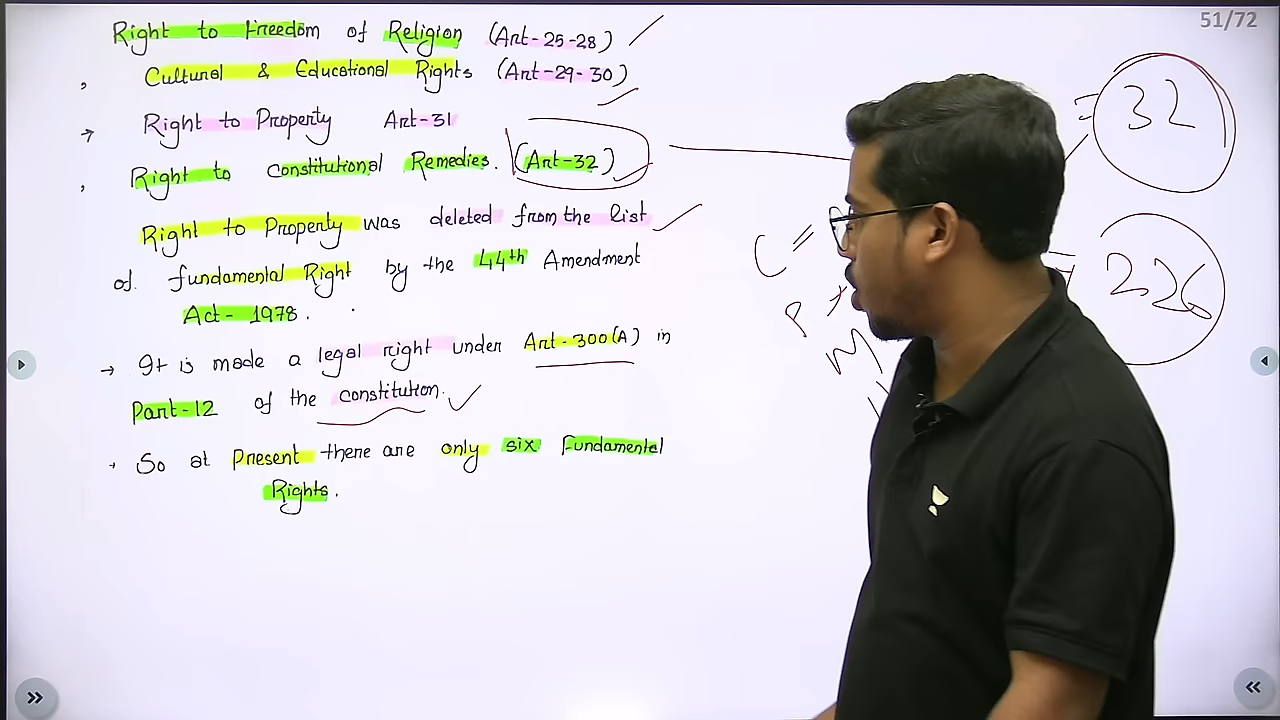 51/72
Right to Freedom of Religion (Art-25-28)
Cultural & Educational Rights (Art-29-30)
→ Right to Property Art-31
Right to constitutional Remedies. (Art-32)
= 32
Right to Property was deleted from the list
of fundamental Right by the 44th Amendment
Act- 1978.
C
P
M
= 226
→ It is made a legal right under Art-300(A) in
Part-12 of the constitution.
→ So at Present there are only six Fundamental
Rights.